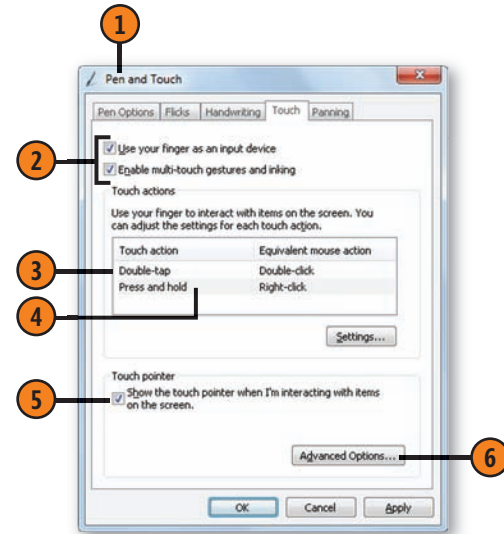 1
Pen and Touch
Pen Options Flicks Handwriting Touch Panning
2
Use your finger as an input device
Enable multi-touch gestures and inking
Touch actions
Use your finger to interact with items on the screen. You
can adjust the settings for each touch action.
Touch action Equivalent mouse action
3
Double-tap Double-click
4
Press and hold Right-click
Settings...
Touch pointer
5
Show the touch pointer when I'm interacting with items
on the screen.
Advanced Options...
6
OK Cancel Apply